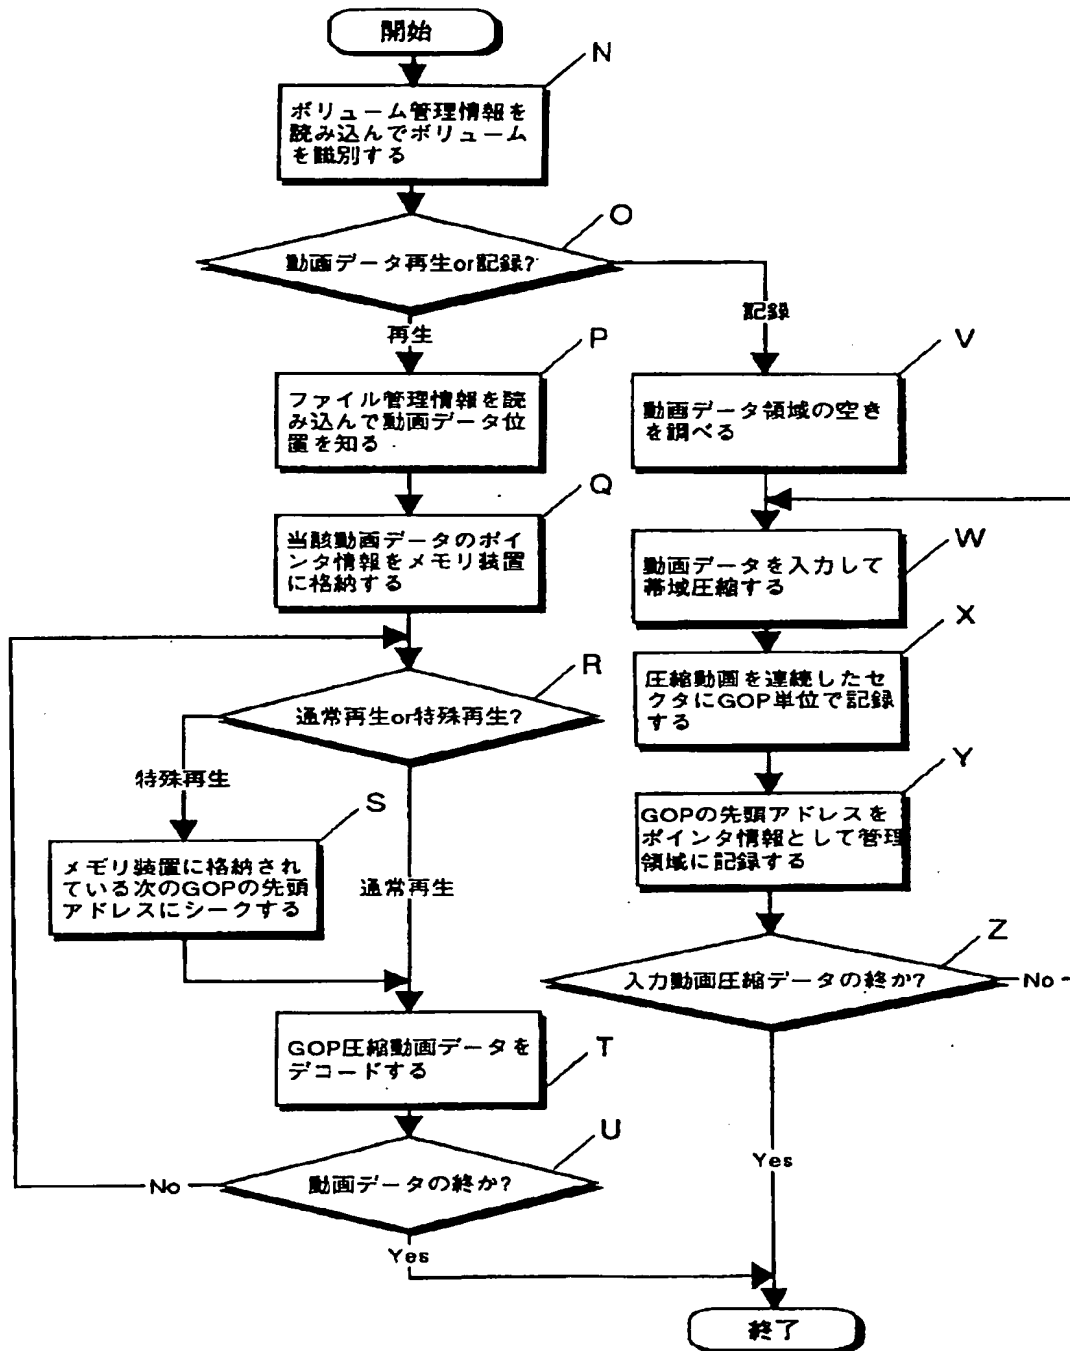 開始
N
ボリューム管理情報を
読み込んでボリューム
を識別する
O
動画データ再生or記録?
再生
記録
P
ファイル管理情報を読
み込んで動画データ位
置を知る
V
動画データ領域の空き
を調べる
Q
当該動画データのポイ
ンタ情報をメモリ装置
に格納する
W
動画データを入力して
帯域圧縮する
R
通常再生or特殊再生?
X
圧縮動画を連続したセ
クタにGOP単位で記録
する
特殊再生
S
メモリ装置に格納され
ている次のGOPの先頭
アドレスにシークする
通常再生
Y
GOPの先頭アドレスを
ポインタ情報として管理
領域に記録する
Z
入力動画圧縮データの終か?
No
T
GOP圧縮動画データを
デコードする
U
動画データの終か?
No
Yes
Yes
終了